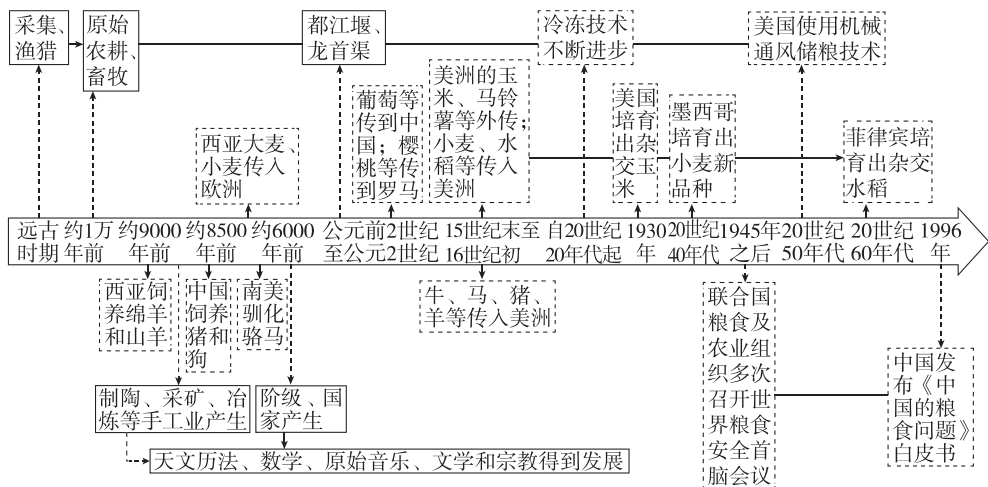 采集、
渔猎
原始
农耕、
畜牧
都江堰、
龙首渠
冷冻技术
不断进步
美国使用机械
通风储粮技术
西亚大麦、
小麦传入
欧洲
葡萄等
传到中
国；樱
桃等传
到罗马
美洲的玉
米、马铃
薯等外传；
小麦、水
稻等传入
美洲
美国
培育
出杂
交玉
米
墨西哥
培育出
小麦新
品种
菲律宾培
育出杂交
水稻
远古
时期
约1万
年前
约9000
年前
约8500
年前
约6000
年前
公元前2世纪
至公元2世纪
15世纪末至
16世纪初
自20世纪
20年代起
1930
年
20世纪
40年代
1945年
之后
20世纪
50年代
20世纪
60年代
1996
年
西亚饲
养绵羊
和山羊
中国
饲养
猪和
狗
南美
驯化
骆马
牛、马、猪、
羊等传入美洲
联合国
粮食及
农业组
织多次
召开世
界粮食
安全首
脑会议
中国发
布《中
国的粮
食问题》
白皮书
制陶、采矿、冶
炼等手工业产生
阶级、国
家产生
天文历法、数学、原始音乐、文学和宗教得到发展